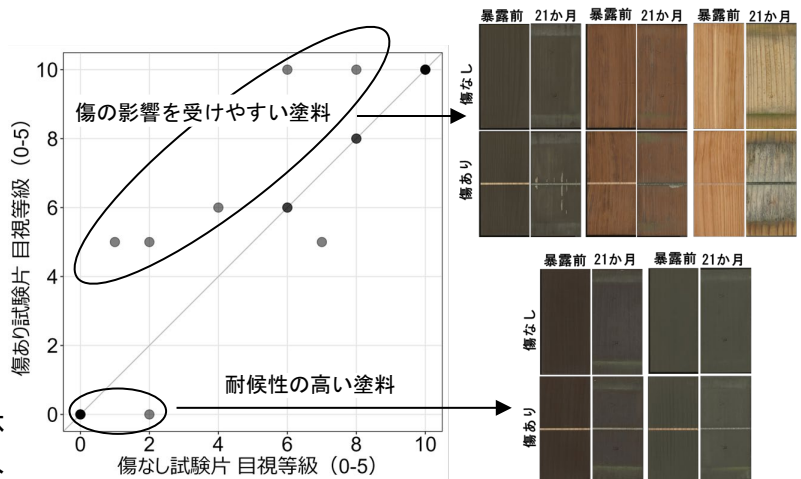 傷の影響を受けやすい塗料
耐候性の高い塗料
傷あり試験片 目視等級 (0-5)
10
8
6
4
2
0
0 2 4 6 8 10
傷なし試験片 目視等級 (0-5)
暴露前 21か月 暴露前 21か月 暴露前 21か月
傷なし
傷あり
暴露前 21か月 暴露前 21か月
傷なし
傷あり